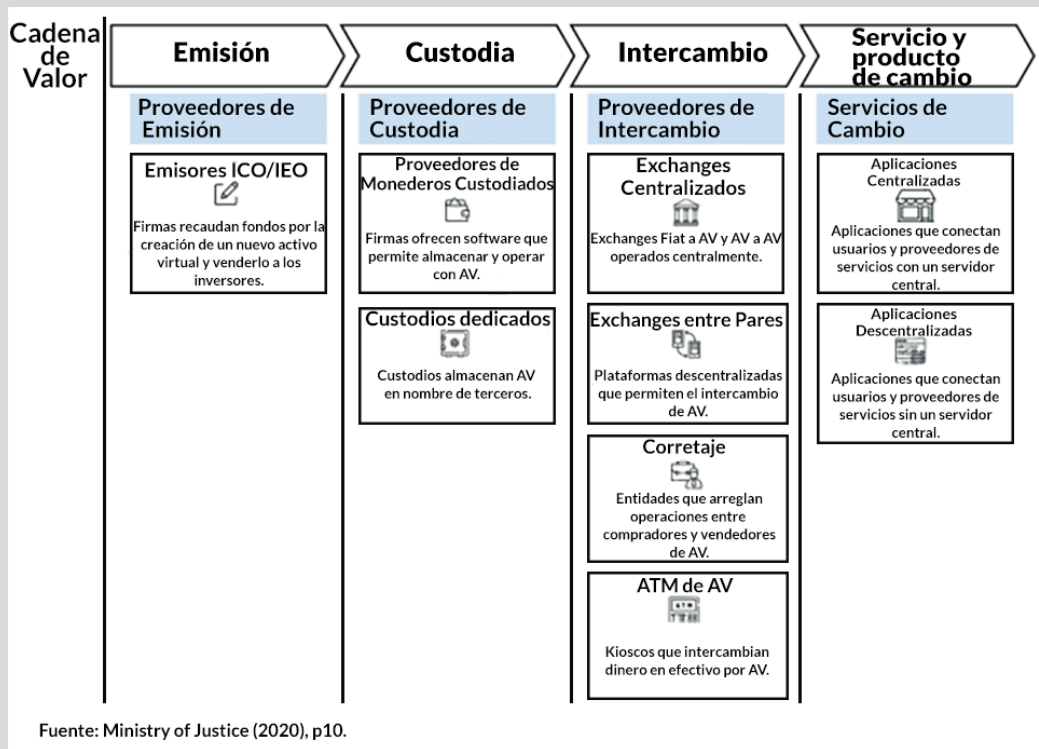 Cadena
de
Valor
Emisión
Custodia
Intercambio
Servicio y
producto
de cambio
Proveedores de
Emisión
Proveedores de
Custodia
Proveedores de
Intercambio
Servicios de
Cambio
Emisores ICO/IEO
Firmas recaudan fondos por la
creación de un nuevo activo
virtual y venderlo a los
inversores.
Proveedores de
Monederos Custodiados
Firmas ofrecen software que
permite almacenar y operar
con AV.
Custodios dedicados
Custodios almacenan AV
en nombre de terceros.
Exchanges
Centralizados
Exchanges Fiat a AV y AV a AV
operados centralmente.
Exchanges entre Pares
Plataformas descentralizadas
que permiten el intercambio
de AV.
Corretaje
Entidades que arreglan
operaciones entre
compradores y vendedores
de AV.
ATM de AV
ATM
Kioscos que intercambian
dinero en efectivo por AV.
Aplicaciones
Centralizadas
Aplicaciones que conectan
usuarios y proveedores de
servicios con un servidor
central.
Aplicaciones
Descentralizadas
Aplicaciones que conectan
usuarios y proveedores de
servicios sin un servidor
central.
Fuente: Ministry of Justice (2020), p10.